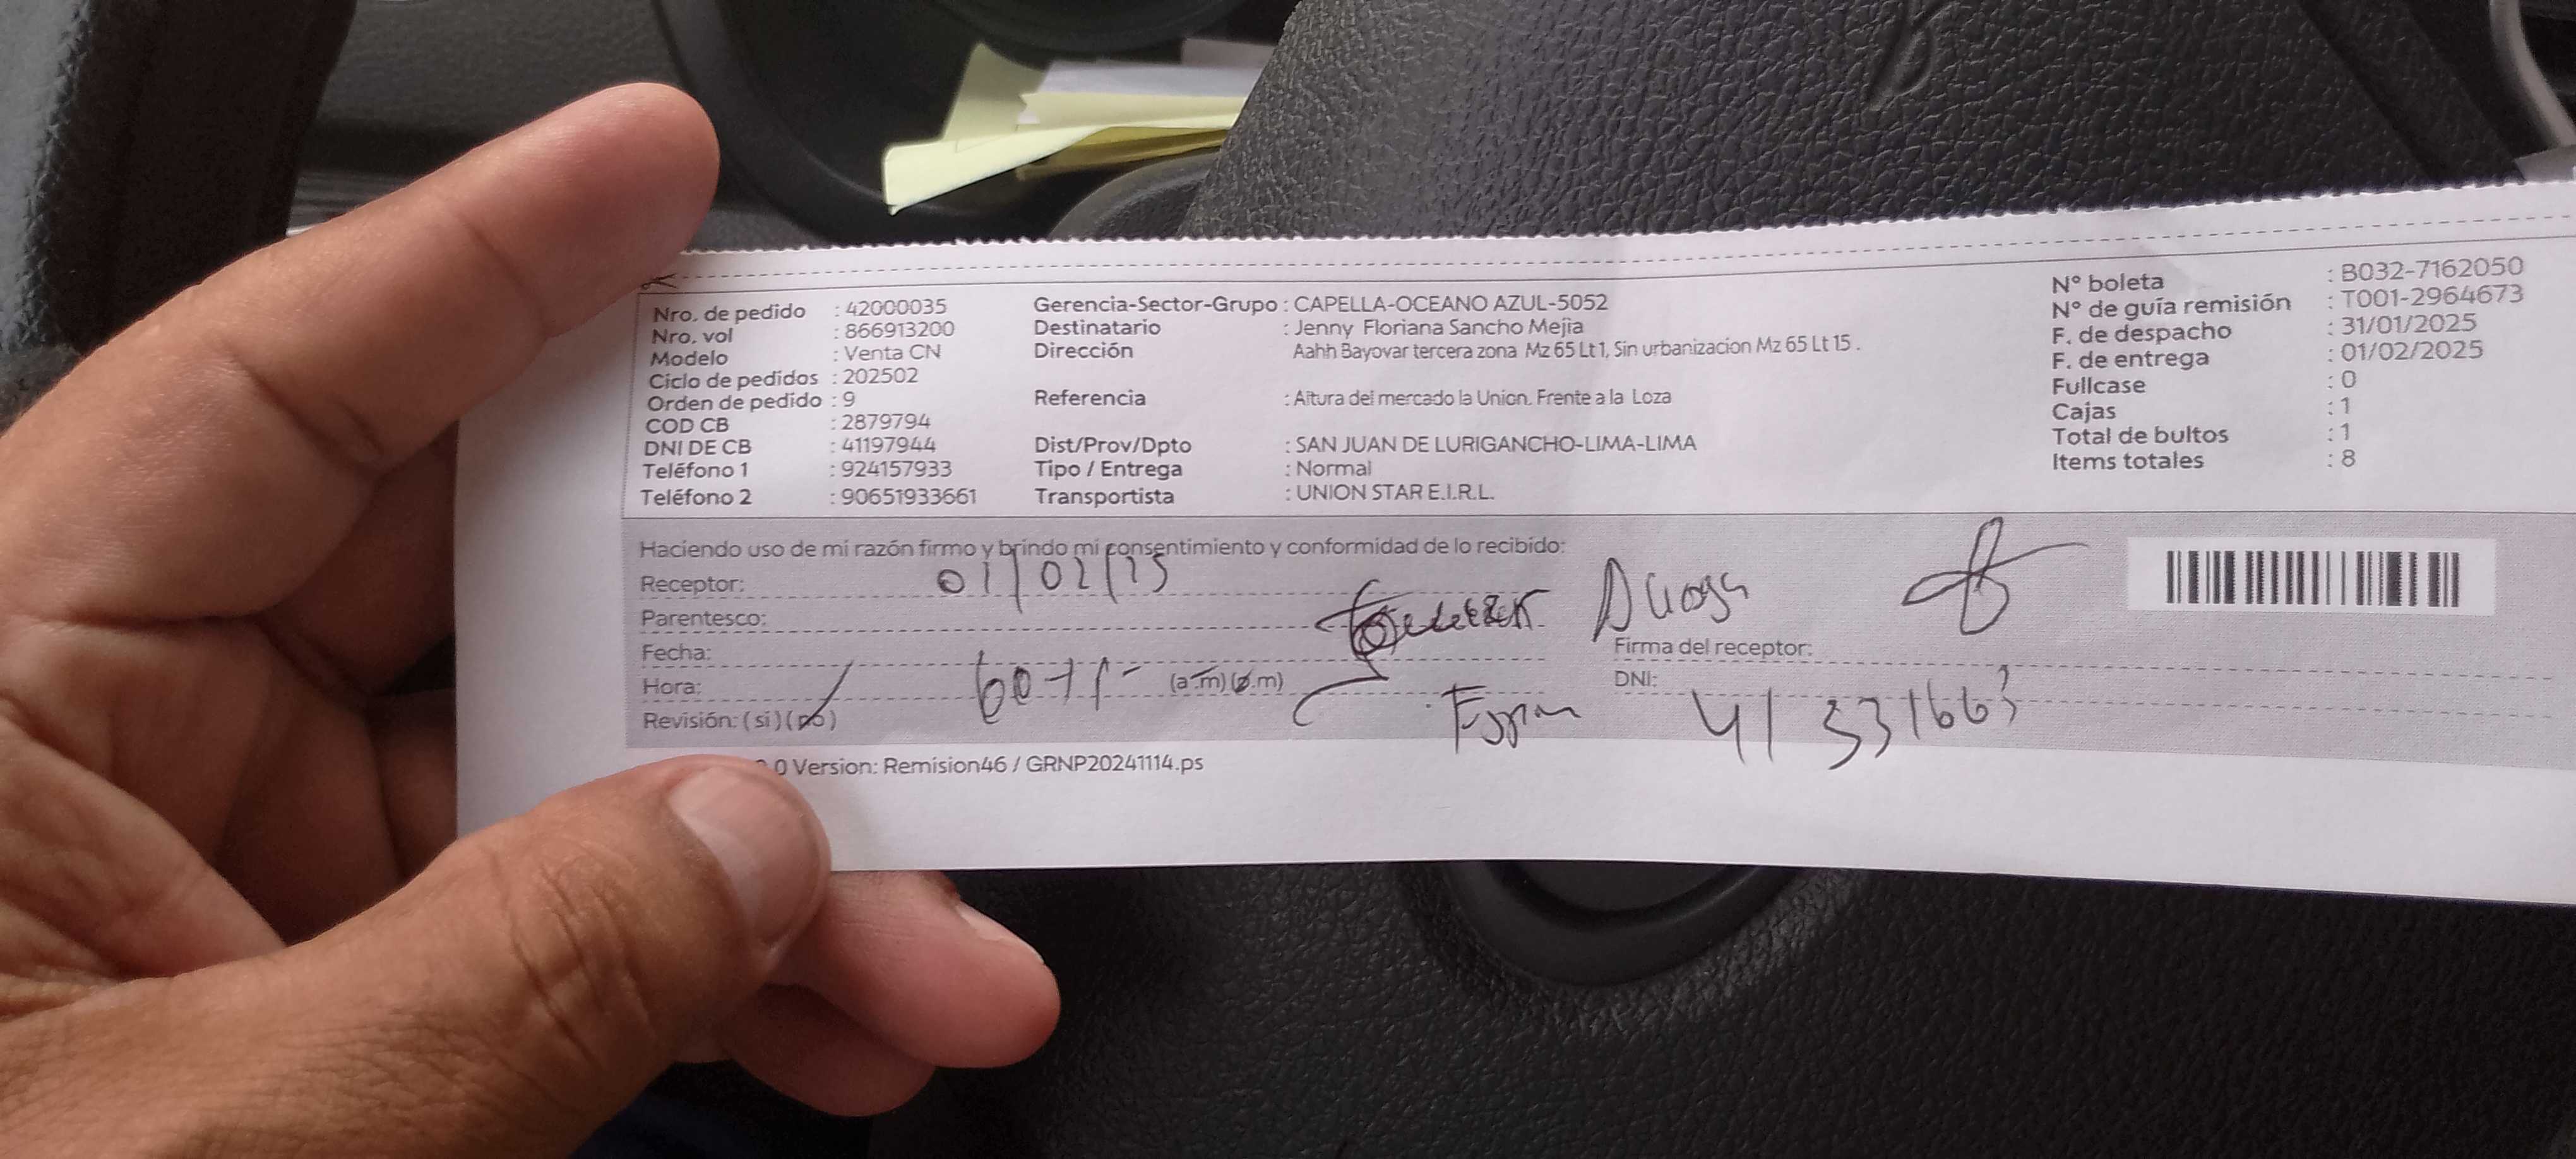 Nro. de pedido : 42000035
Nro. vol : 866913200
Modelo : Venta CN
Ciclo de pedidos : 202502
Orden de pedido : 9
COD CB : 2879794
DNI DE CB : 41197944
Teléfono 1 : 924157933
Teléfono 2 : 90651933661
Gerencia-Sector-Grupo : CAPELLA-OCEANO AZUL-5052
Destinatario : Jenny Floriana Sancho Mejia
Dirección Aahh Bayovar tercera zona Mz 65 Lt 1, Sin urbanizacion Mz 65 Lt 15 .
Referencia : Altura del mercado la Union. Frente a la Loza
Dist/Prov/Dpto : SAN JUAN DE LURIGANCHO-LIMA-LIMA
Tipo / Entrega : Normal
Transportista : UNION STAR E.I.R.L.
N° boleta : B032-7162050
N° de guía remisión : T001-2964673
F. de despacho : 31/01/2025
F. de entrega : 01/02/2025
Fullcase : 0
Cajas : 1
Total de bultos : 1
Items totales : 8
Haciendo uso de mi razón firmo y brindo mi consentimiento y conformidad de lo recibido:
Receptor: 01/02/25
Parentesco:
Fecha:
Hora: (a.m) (p.m)
Revisión: (si) (no)
Firma del receptor:
DNI: 41331663
0 Version: Remision46 / GRNP20241114.ps